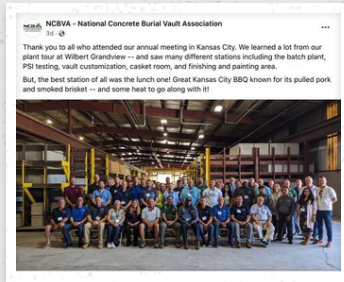 NCBVA - National Concrete Burial Vault Association
3d ·
Thank you to all who attended our annual meeting in Kansas City. We learned a lot from our
plant tour at Wilbert Grandview -- and saw many different stations including the batch plant,
PSI testing, vault customization, casket room, and finishing and painting area.
But, the best station of all was the lunch one! Great Kansas City BBQ known for its pulled pork
and smoked brisket -- and some heat to go along with it!